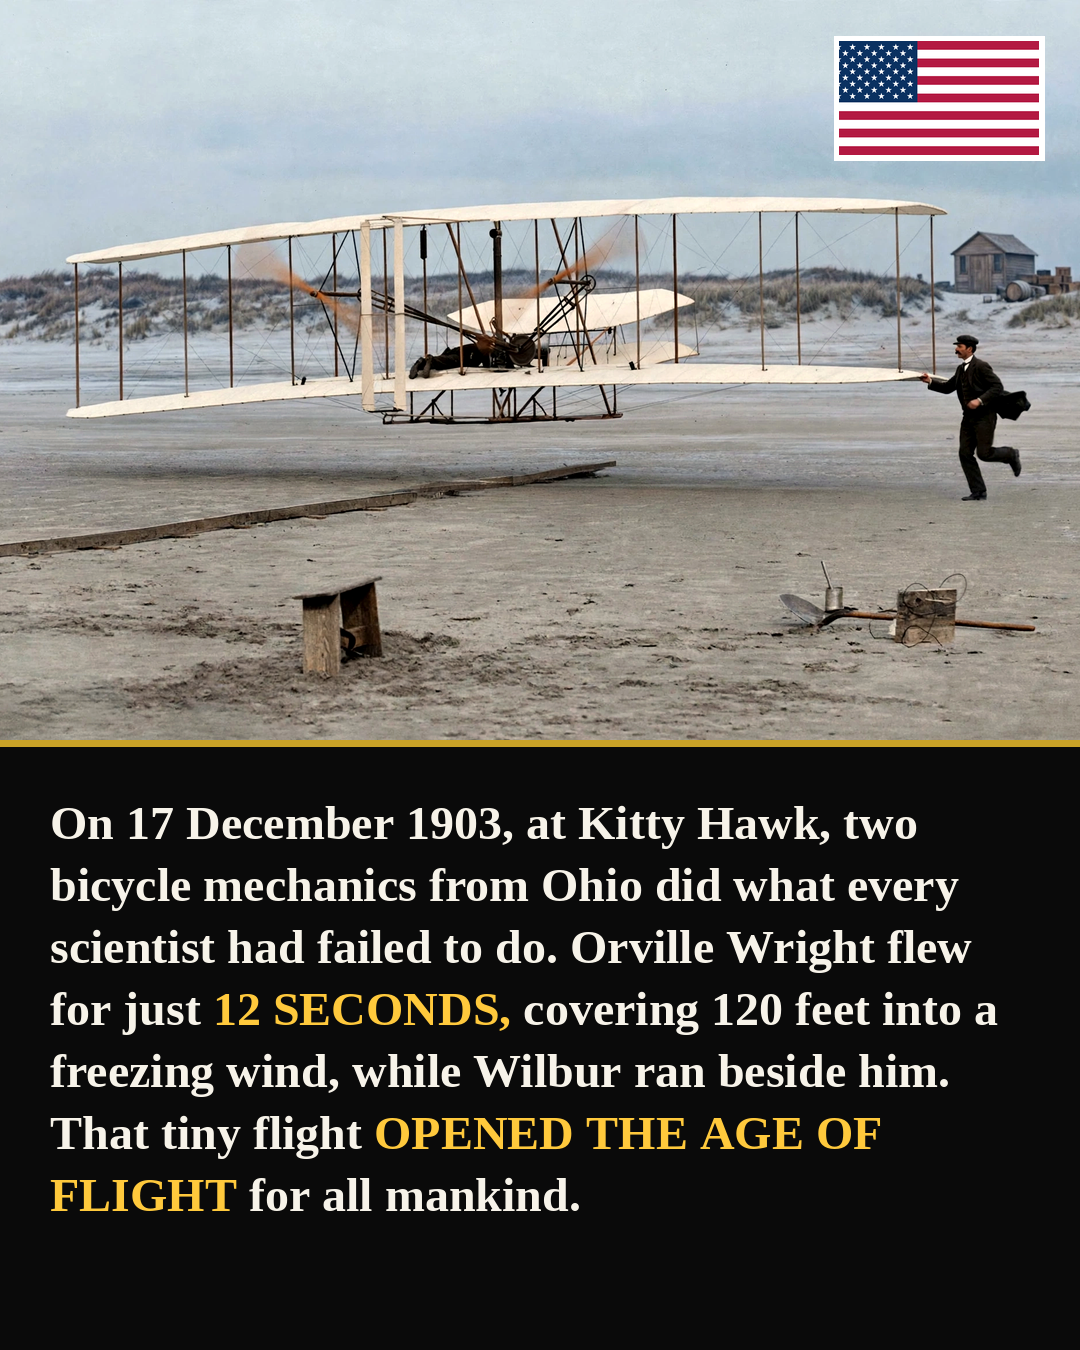 On 17 December 1903, at Kitty Hawk, two
bicycle mechanics from Ohio did what every
scientist had failed to do. Orville Wright flew
for just 12 SECONDS, covering 120 feet into a
freezing wind, while Wilbur ran beside him.
That tiny flight OPENED THE AGE OF
FLIGHT for all mankind.